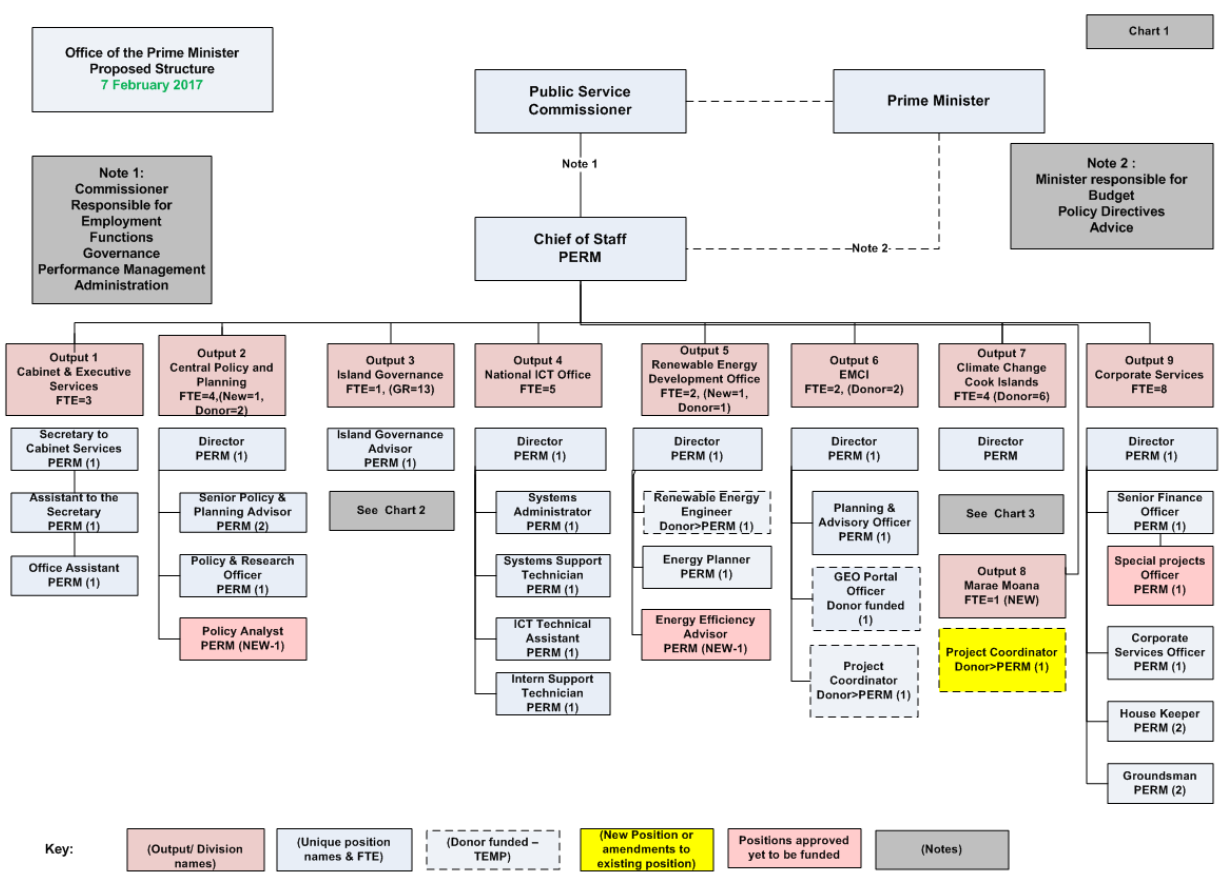 Chart 1
Office of the Prime Minister
Proposed Structure
7 February 2017
Public Service
Commissioner
Prime Minister
Note 1:
Commissioner
Responsible for
Employment
Functions
Governance
Performance Management
Administration
Note 1
Note 2 :
Minister responsible for
Budget
Policy Directives
Advice
Chief of Staff
PERM
Note 2
Output 1
Cabinet & Executive
Services
FTE=3
Secretary to
Cabinet Services
PERM (1)
Assistant to the
Secretary
PERM (1)
Office Assistant
PERM (1)
Output 2
Central Policy and
Planning
FTE=4,(New=1,
Donor=2)
Director
PERM (1)
Senior Policy &
Planning Advisor
PERM (2)
Policy & Research
Officer
PERM (1)
Policy Analyst
PERM (NEW-1)
Output 3
Island Governance
FTE=1, (GR=13)
Island Governance
Advisor
PERM (1)
See Chart 2
Output 4
National ICT Office
FTE=5
Director
PERM (1)
Systems
Administrator
PERM (1)
Systems Support
Technician
PERM (1)
ICT Technical
Assistant
PERM (1)
Intern Support
Technician
PERM (1)
Output 5
Renewable Energy
Development Office
FTE=2, (New=1,
Donor=1)
Director
PERM (1)
Renewable Energy
Engineer
Donor>PERM (1)
Energy Planner
PERM (1)
Energy Efficiency
Advisor
PERM (NEW-1)
Output 6
EMCI
FTE=2, (Donor=2)
Director
PERM (1)
Planning &
Advisory Officer
PERM (1)
GEO Portal
Officer
Donor funded
(1)
Project
Coordinator
Donor>PERM (1)
Output 7
Climate Change
Cook Islands
FTE=4 (Donor=6)
Director
PERM
See Chart 3
Output 8
Marae Moana
FTE=1 (NEW)
Project Coordinator
Donor>PERM (1)
Output 9
Corporate Services
FTE=8
Director
PERM (1)
Senior Finance
Officer
PERM (1)
Special projects
Officer
PERM (1)
Corporate
Services Officer
PERM (1)
House Keeper
PERM (2)
Groundsman
PERM (2)
Key:
(Output/ Division
names)
(Unique position
names & FTE)
(Donor funded –
TEMP)
(New Position or
amendments to
existing position)
Positions approved
yet to be funded
(Notes)